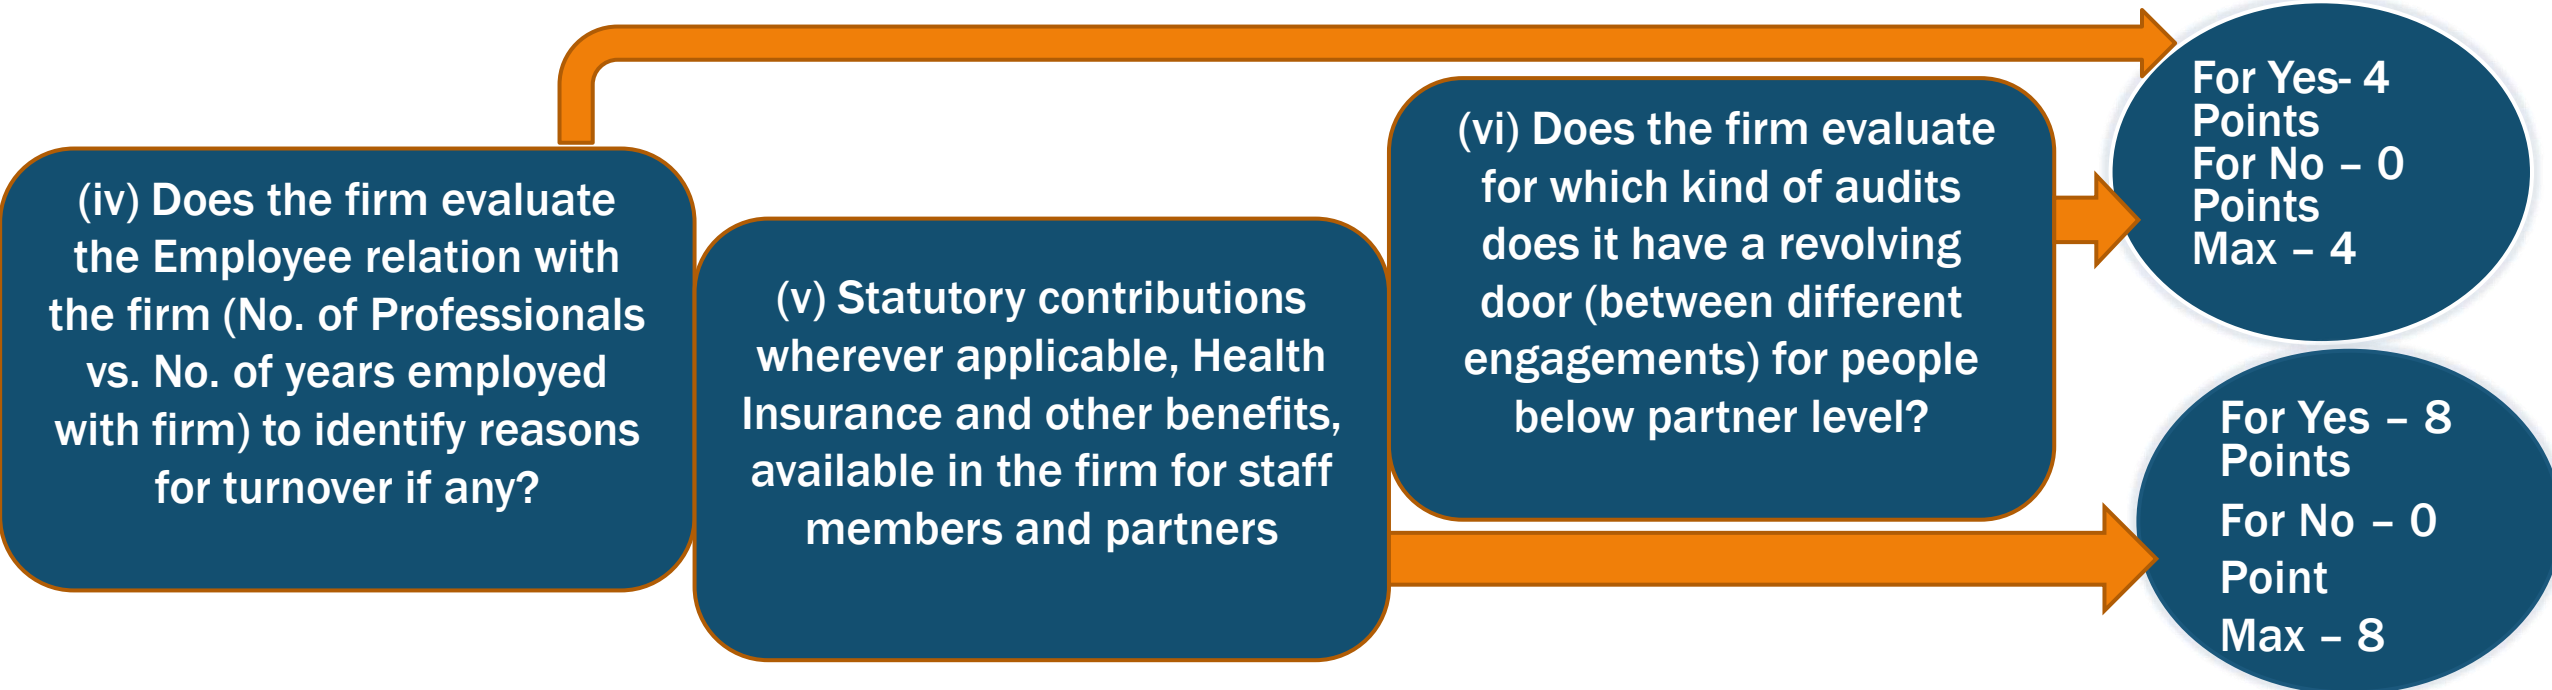 (iv) Does the firm evaluate
the Employee relation with
the firm (No. of Professionals
vs. No. of years employed
with firm) to identify reasons
for turnover if any?
(v) Statutory contributions
wherever applicable, Health
Insurance and other benefits,
available in the firm for staff
members and partners
(vi) Does the firm evaluate
for which kind of audits
does it have a revolving
door (between different
engagements) for people
below partner level?
For Yes- 4
Points
For No – 0
Points
Max – 4
For Yes – 8
Points
For No – 0
Point
Max – 8